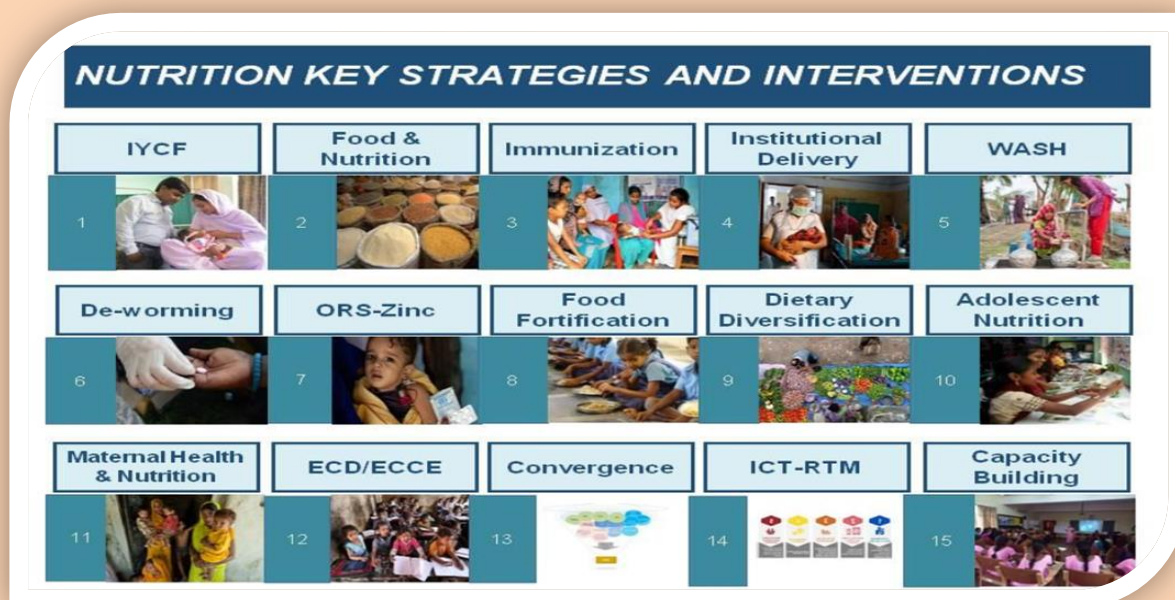 NUTRITION KEY STRATEGIES AND INTERVENTIONS
IYCF
Food &
Nutrition
Immunization
Institutional
Delivery
WASH
1
2
3
4
5
De-worming
ORS-Zinc
Food
Fortification
Dietary
Diversification
Adolescent
Nutrition
6
7
8
9
10
Maternal Health
& Nutrition
ECD/ECCE
Convergence
ICT-RTM
Capacity
Building
11
12
13
14
15